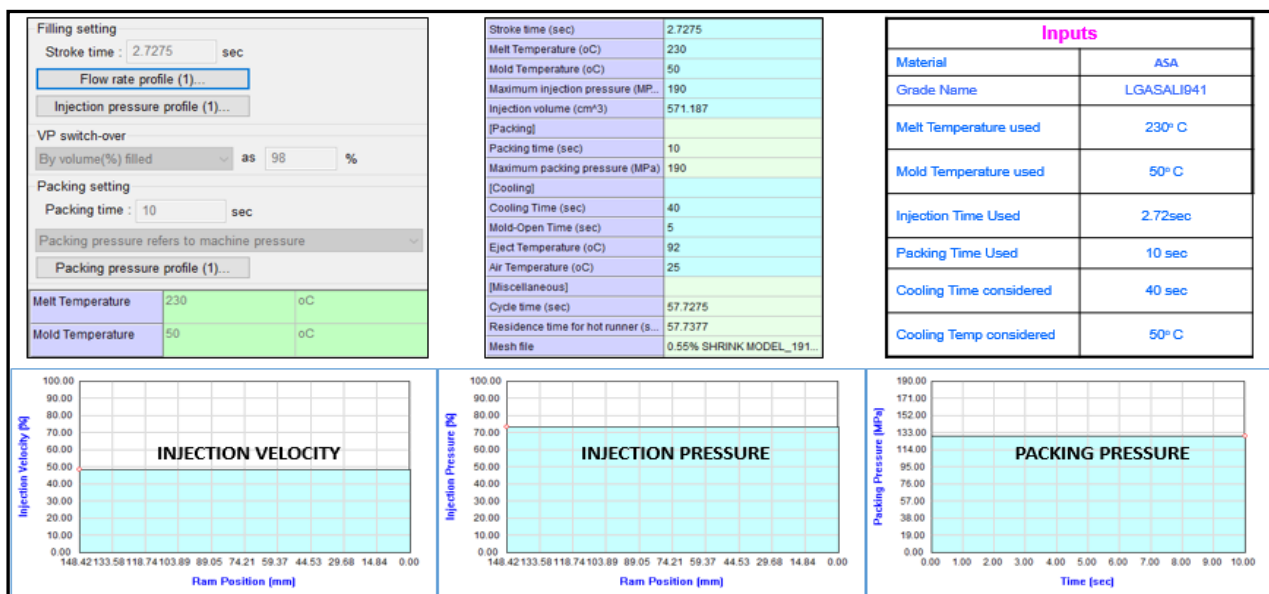 Filling setting
Stroke time : 2.7275 sec
Flow rate profile (1)...
Injection pressure profile (1)...
VP switch-over
By volume(%) filled as 98 %
Packing setting
Packing time : 10 sec
Packing pressure refers to machine pressure
Packing pressure profile (1)...
Melt Temperature 230 oC
Mold Temperature 50 oC
Stroke time (sec) 2.7275
Melt Temperature (oC) 230
Mold Temperature (oC) 50
Maximum injection pressure (MP... 190
Injection volume (cm^3) 571.187
[Packing]
Packing time (sec) 10
Maximum packing pressure (MPa) 190
[Cooling]
Cooling Time (sec) 40
Mold-Open Time (sec) 5
Eject Temperature (oC) 92
Air Temperature (oC) 25
[Miscellaneous]
Cycle time (sec) 57.7275
Residence time for hot runner (s... 57.7377
Mesh file 0.55% SHRINK MODEL_191...
Inputs
Material ASA
Grade Name LGASALI941
Melt Temperature used 230° C
Mold Temperature used 50° C
Injection Time Used 2.72sec
Packing Time Used 10 sec
Cooling Time considered 40 sec
Cooling Temp considered 50° C
Injection Velocity [%]
100.00
90.00
80.00
70.00
60.00
50.00
40.00
30.00
20.00
10.00
0.00
INJECTION VELOCITY
148.42 133.58 118.74 103.89 89.05 74.21 59.37 44.53 29.68 14.84 0.00
Ram Position [mm]
Injection Pressure [%]
100.00
90.00
80.00
70.00
60.00
50.00
40.00
30.00
20.00
10.00
0.00
INJECTION PRESSURE
148.42 133.58 118.74 103.89 89.05 74.21 59.37 44.53 29.68 14.84 0.00
Ram Position [mm]
Packing Pressure [MPa]
190.00
171.00
152.00
133.00
114.00
95.00
76.00
57.00
38.00
19.00
0.00
PACKING PRESSURE
0.00 1.00 2.00 3.00 4.00 5.00 6.00 7.00 8.00 9.00 10.00
Time (sec)